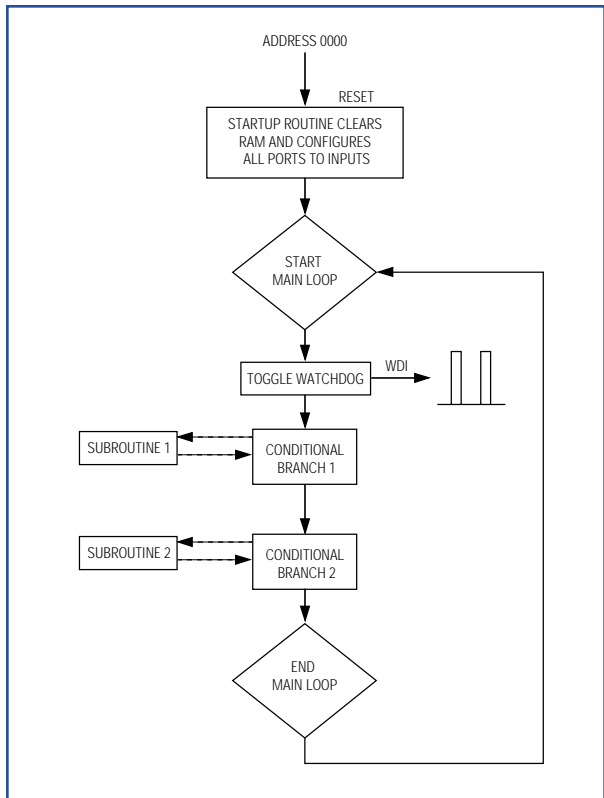 ADDRESS 0000
RESET
STARTUP ROUTINE CLEARS
RAM AND CONFIGURES
ALL PORTS TO INPUTS
START
MAIN LOOP
TOGGLE WATCHDOG
WDI
SUBROUTINE 1
CONDITIONAL
BRANCH 1
SUBROUTINE 2
CONDITIONAL
BRANCH 2
END
MAIN LOOP